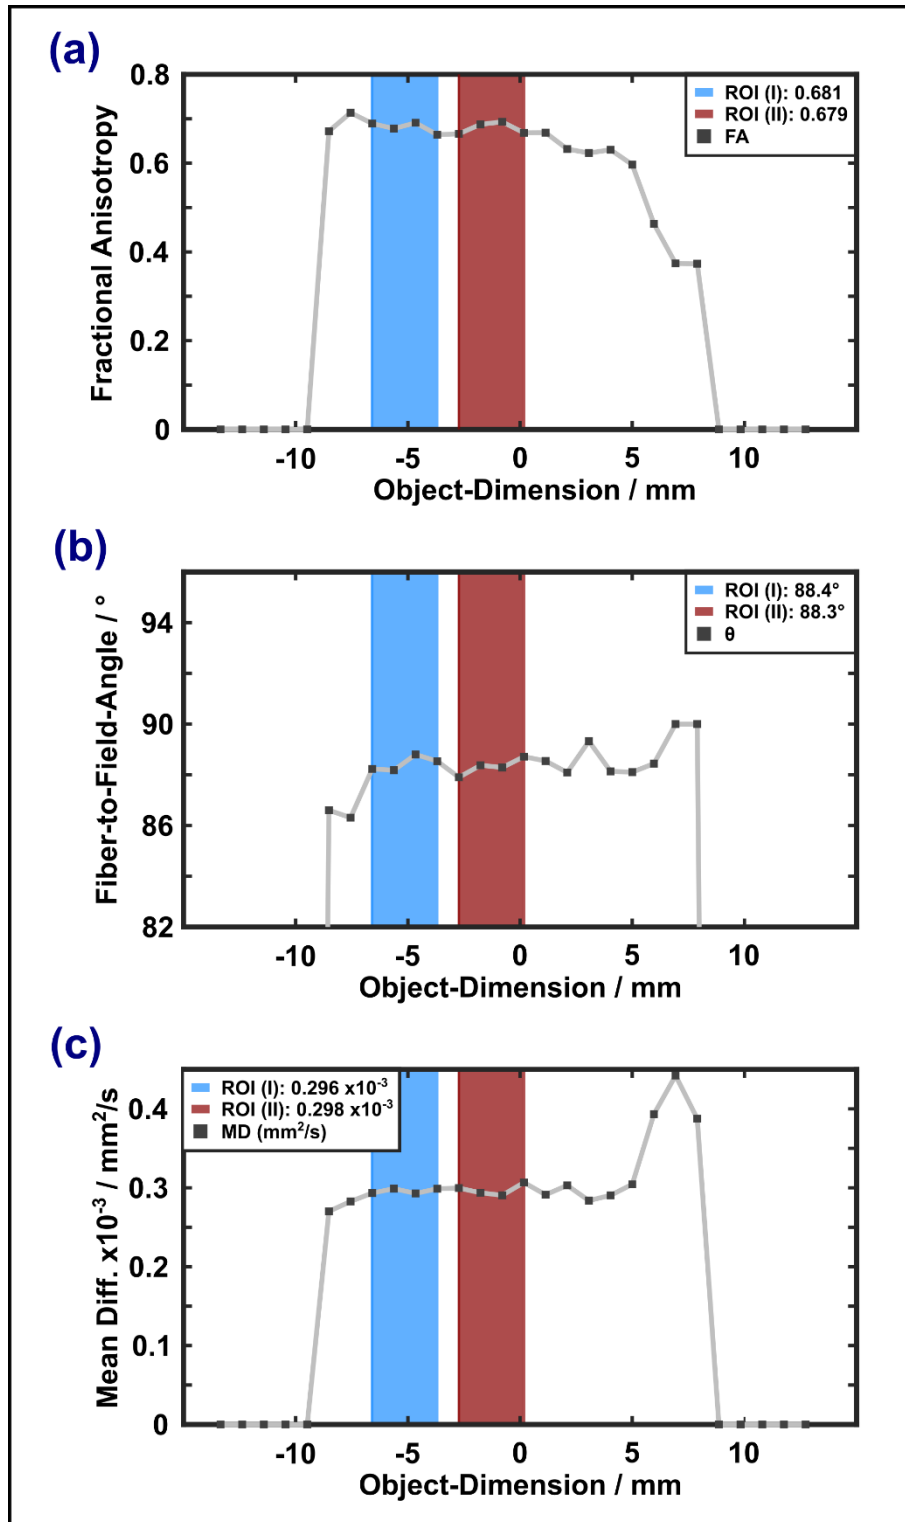 (a)
0.8
0.6
0.4
0.2
0
Fractional Anisotropy
ROI (I): 0.681
ROI (II): 0.679
FA
-10 -5 0 5 10
Object-Dimension / mm
(b)
94
90
86
82
Fiber-to-Field-Angle / °
ROI (I): 88.4°
ROI (II): 88.3°
θ
-10 -5 0 5 10
Object-Dimension / mm
(c)
0.4
0.3
0.2
0.1
0
Mean Diff. x10⁻³ / mm²/s
ROI (I): 0.296 x10⁻³
ROI (II): 0.298 x10⁻³
MD (mm²/s)
-10 -5 0 5 10
Object-Dimension / mm